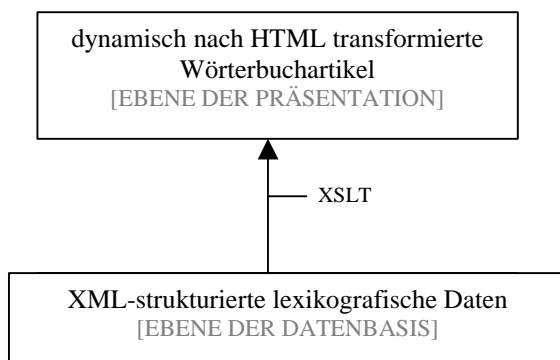 dynamisch nach HTML transformierte
Wörterbuchartikel
[EBENE DER PRÄSENTATION]
XSLT
XML-strukturierte lexikografische Daten
[EBENE DER DATENBASIS]